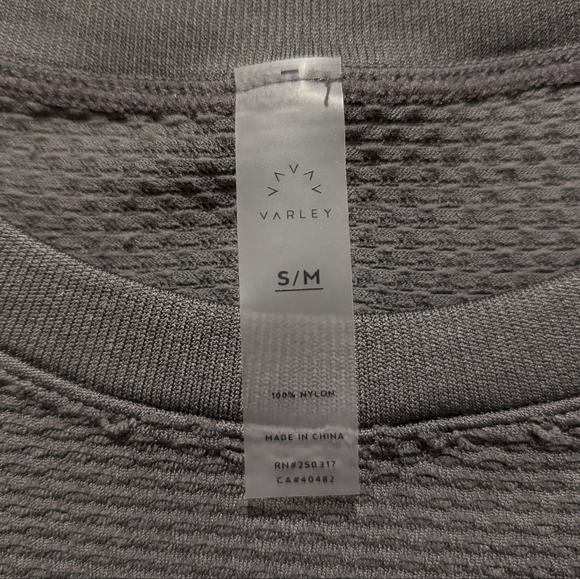 VARLEY
S/M
100% NYLON
MADE IN CHINA
RN#250317
CA#40482